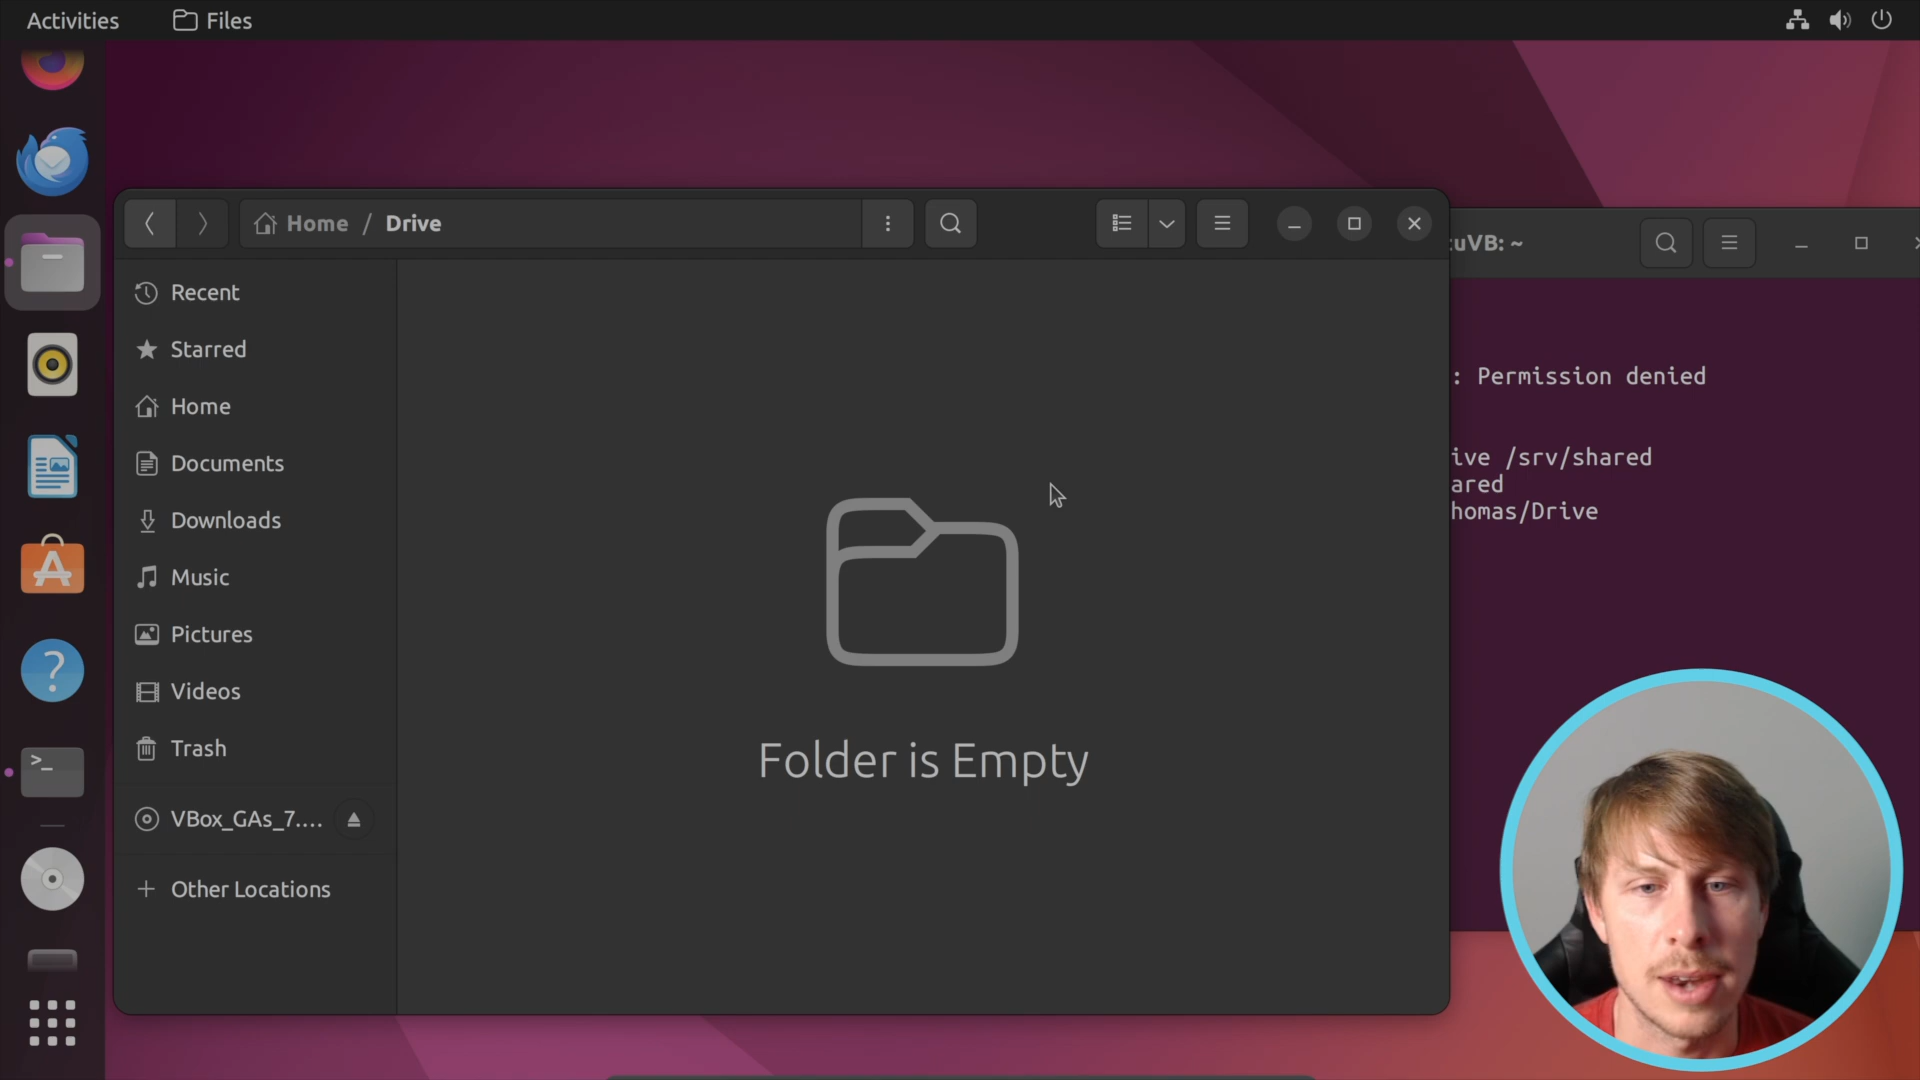 Activities Files
Home / Drive
uVB: ~
Recent
Starred
Home
Documents
Downloads
Music
Pictures
Videos
Trash
VBox_GAs_7....
Other Locations
Folder is Empty
: Permission denied
ive /srv/shared
ared
homas/Drive